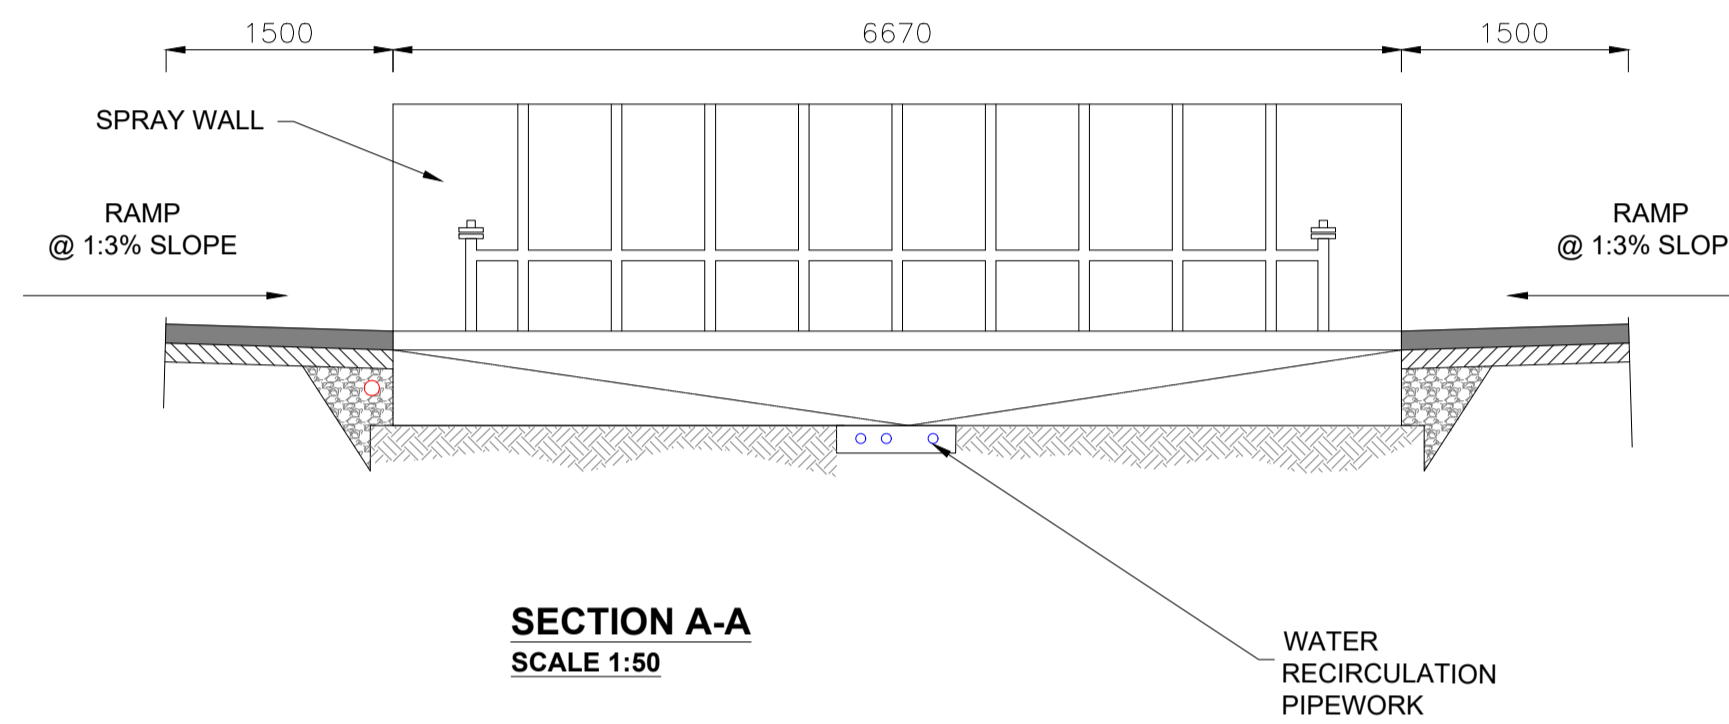 1500
6670
1500
SPRAY WALL
RAMP
@ 1:3% SLOPE
RAMP
@ 1:3% SLOP
SECTION A-A
SCALE 1:50
WATER
RECIRCULATION
PIPEWORK